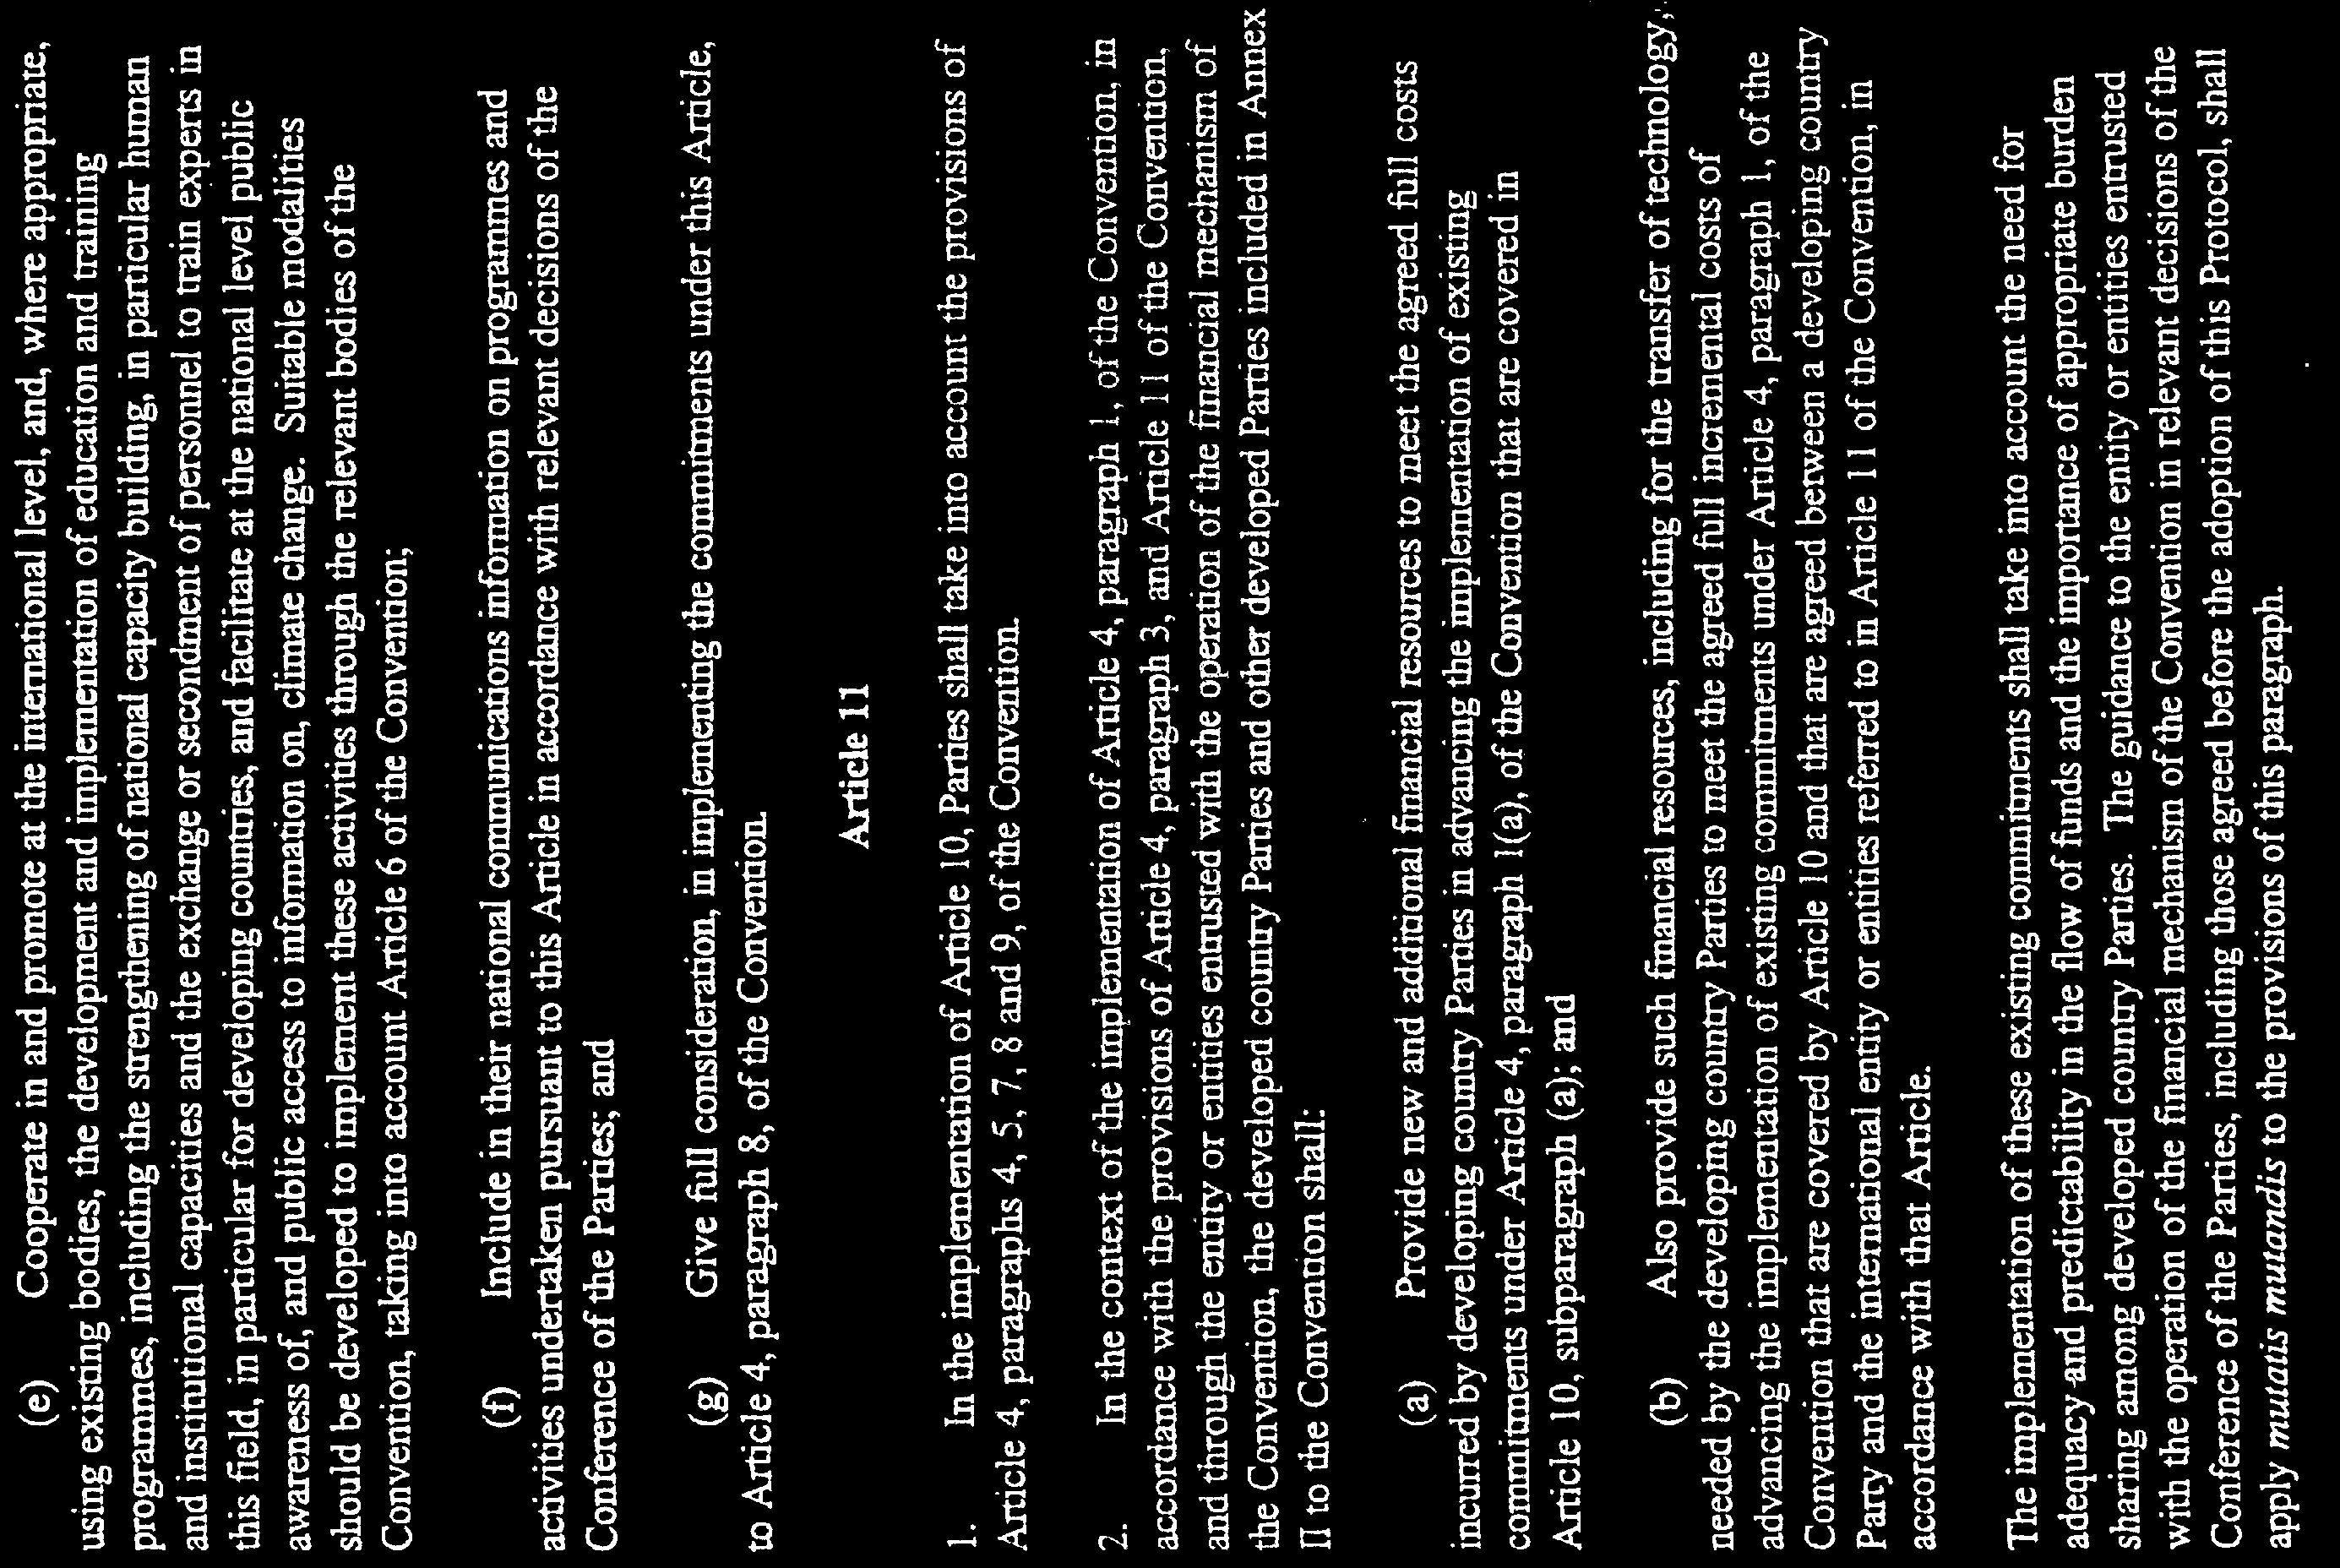 (e) Cooperate in and promote at the international level, and, where appropriate,
using existing bodies, the development and implementation of education and training
programmes, including the strengthening of national capacity building, in particular human
and institutional capacities and the exchange or secondment of personnel to train experts in
this field, in particular for developing countries, and facilitate at the national level public
awareness of, and public access to information on, climate change. Suitable modalities
should be developed to implement these activities through the relevant bodies of the
Convention, taking into account Article 6 of the Convention;
(f) Include in their national communications information on programmes and
activities undertaken pursuant to this Article in accordance with relevant decisions of the
Conference of the Parties; and
(g) Give full consideration, in implementing the commitments under this Article,
to Article 4, paragraph 8, of the Convention.
Article 11
1. In the implementation of Article 10, Parties shall take into account the provisions of
Article 4, paragraphs 4, 5, 7, 8 and 9, of the Convention.
2. In the context of the implementation of Article 4, paragraph 1, of the Convention, in
accordance with the provisions of Article 4, paragraph 3, and Article 11 of the Convention,
and through the entity or entities entrusted with the operation of the financial mechanism of
the Convention, the developed country Parties and other developed Parties included in Annex
II to the Convention shall:
(a) Provide new and additional financial resources to meet the agreed full costs
incurred by developing country Parties in advancing the implementation of existing
commitments under Article 4, paragraph 1(a), of the Convention that are covered in
Article 10, subparagraph (a); and
(b) Also provide such financial resources, including for the transfer of technology,
needed by the developing country Parties to meet the agreed full incremental costs of
advancing the implementation of existing commitments under Article 4, paragraph 1, of the
Convention that are covered by Article 10 and that are agreed between a developing country
Party and the international entity or entities referred to in Article 11 of the Convention, in
accordance with that Article.
The implementation of these existing commitments shall take into account the need for
adequacy and predictability in the flow of funds and the importance of appropriate burden
sharing among developed country Parties. The guidance to the entity or entities entrusted
with the operation of the financial mechanism of the Convention in relevant decisions of the
Conference of the Parties, including those agreed before the adoption of this Protocol, shall
apply mutatis mutandis to the provisions of this paragraph.